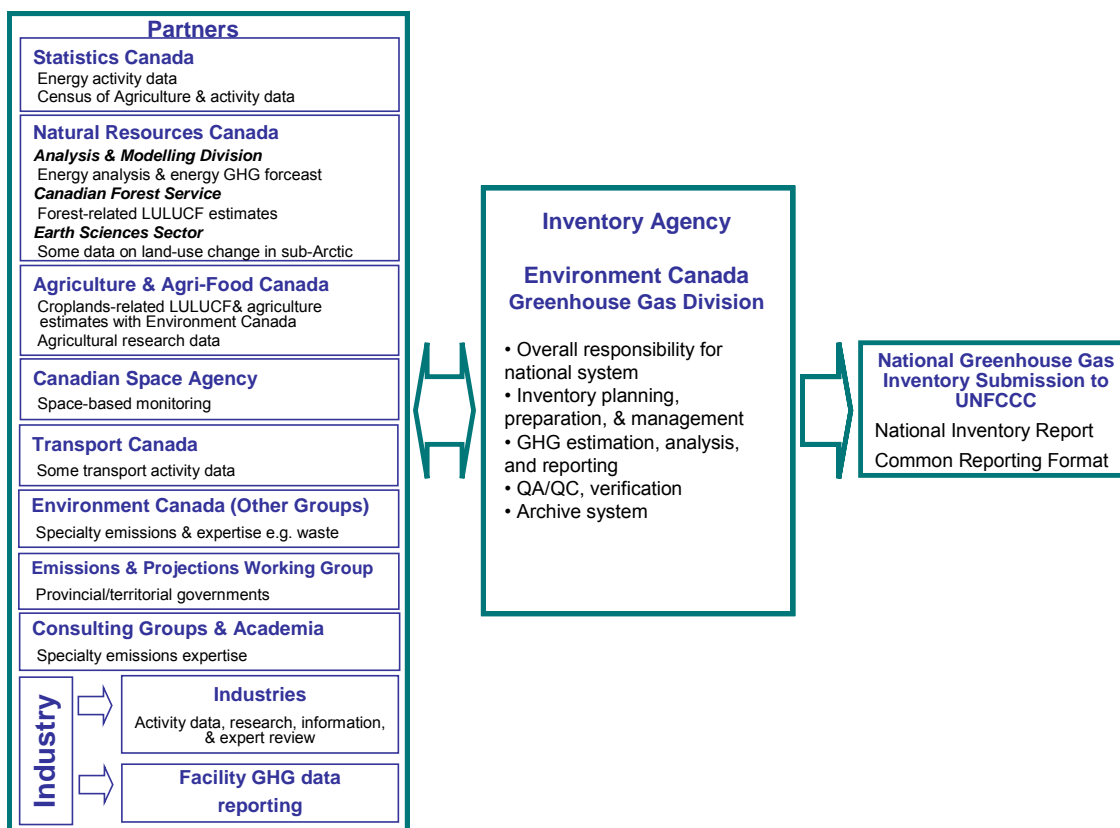 Partners
Statistics Canada
Energy activity data
Census of Agriculture & activity data
Natural Resources Canada
Analysis & Modelling Division
Energy analysis & energy GHG forceast
Canadian Forest Service
Forest-related LULUCF estimates
Earth Sciences Sector
Some data on land-use change in sub-Arctic
Agriculture & Agri-Food Canada
Croplands-related LULUCF& agriculture
estimates with Environment Canada
Agricultural research data
Canadian Space Agency
Space-based monitoring
Transport Canada
Some transport activity data
Environment Canada (Other Groups)
Specialty emissions & expertise e.g. waste
Emissions & Projections Working Group
Provincial/territorial governments
Consulting Groups & Academia
Specialty emissions expertise
Industry
Industries
Activity data, research, information,
& expert review
Facility GHG data
reporting
Inventory Agency
Environment Canada
Greenhouse Gas Division
• Overall responsibility for
national system
• Inventory planning,
preparation, & management
• GHG estimation, analysis,
and reporting
• QA/QC, verification
• Archive system
National Greenhouse Gas
Inventory Submission to
UNFCCC
National Inventory Report
Common Reporting Format